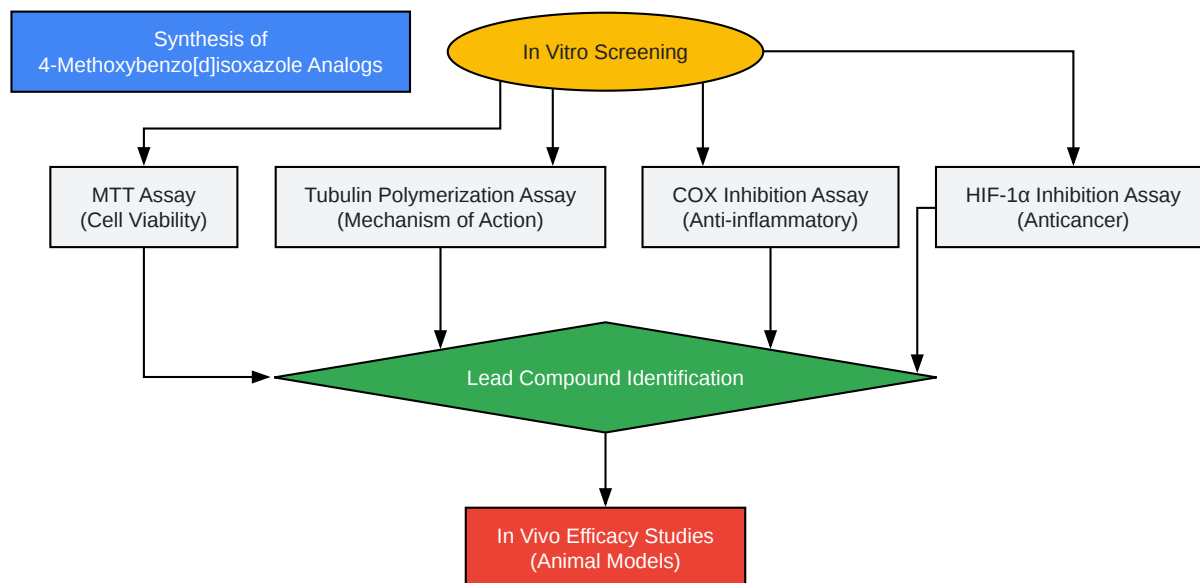 Synthesis of
4-Methoxybenzo[d]isoxazole Analogs
In Vitro Screening
MTT Assay
(Cell Viability)
Tubulin Polymerization Assay
(Mechanism of Action)
COX Inhibition Assay
(Anti-inflammatory)
HIF-1α Inhibition Assay
(Anticancer)
Lead Compound Identification
In Vivo Efficacy Studies
(Animal Models)